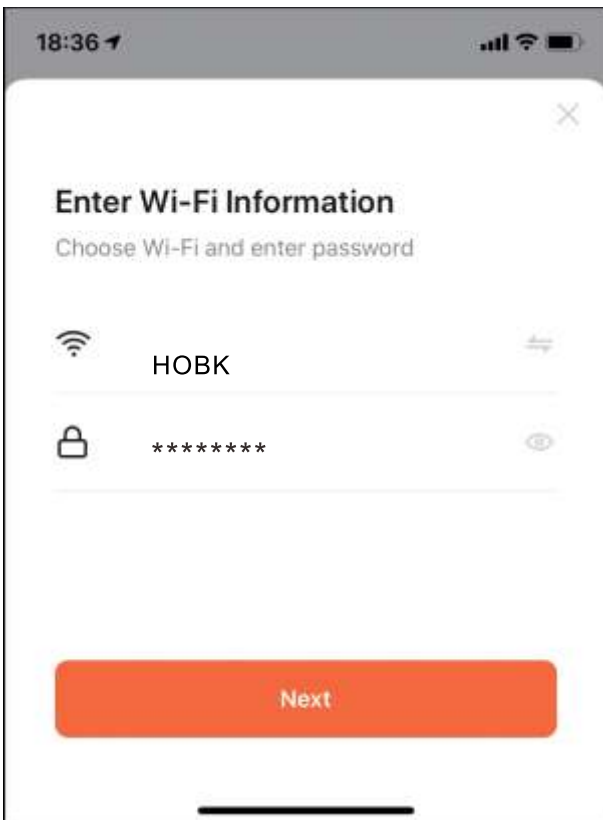 18:36
Enter Wi-Fi Information
Choose Wi-Fi and enter password
HOBK
********
Next